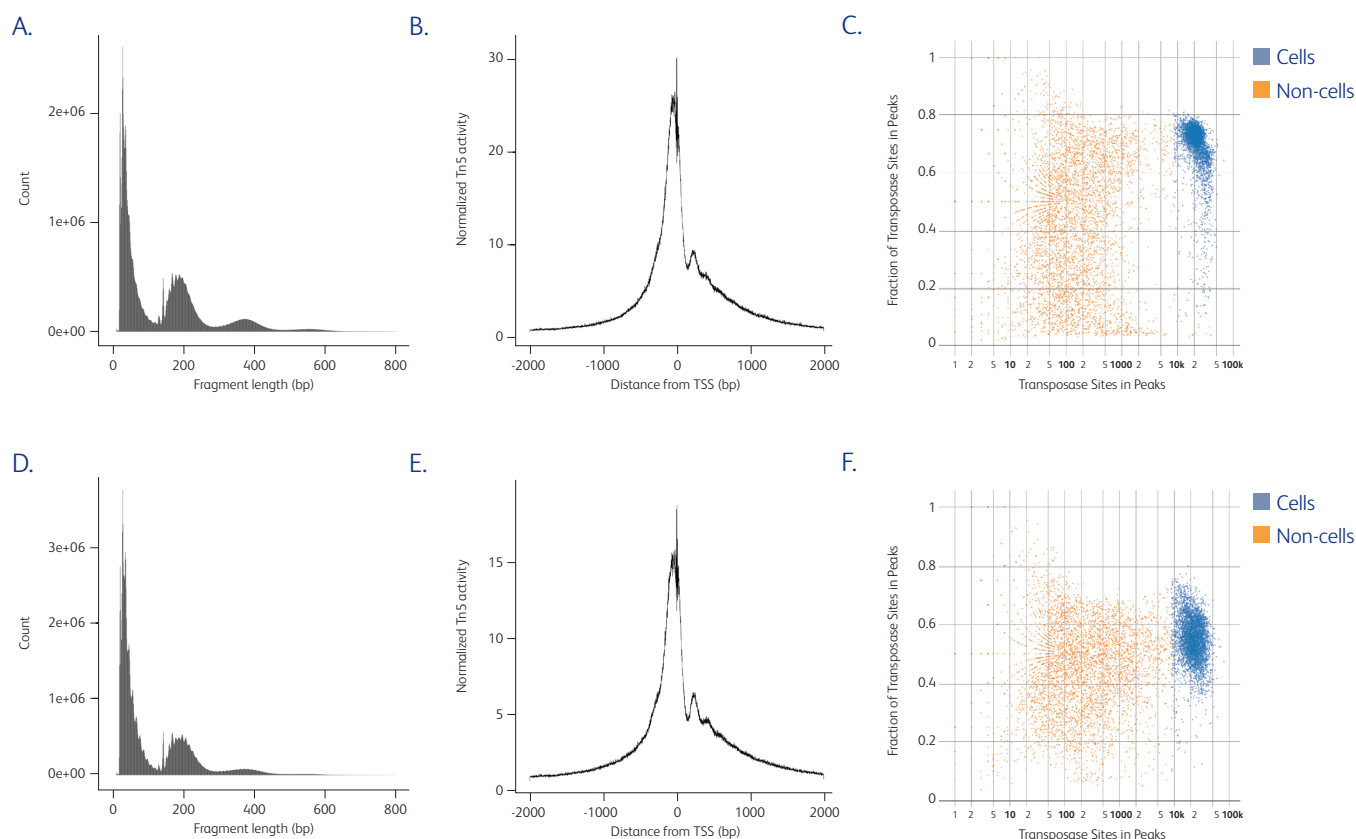 A.
2e+06
1e+06
0e+00
Count
0 200 400 600 800
Fragment length (bp)
B.
30
20
10
0
Normalized Tn5 activity
-2000 -1000 0 1000 2000
Distance from TSS (bp)
C.
1
0.8
0.6
0.4
0.2
0
Fraction of Transposase Sites in Peaks
1 2 5 10 2 5 100 2 5 1000 2 5 10k 2 5 100k
Transposase Sites in Peaks
Cells
Non-cells
D.
3e+06
2e+06
1e+06
0e+00
Count
0 200 400 600 800
Fragment length (bp)
E.
15
10
5
0
Normalized Tn5 activity
-2000 -1000 0 1000 2000
Distance from TSS (bp)
F.
1
0.8
0.6
0.4
0.2
0
Fraction of Transposase Sites in Peaks
1 2 5 10 2 5 100 2 5 1000 2 5 10k 2 5 100k
Transposase Sites in Peaks
Cells
Non-cells